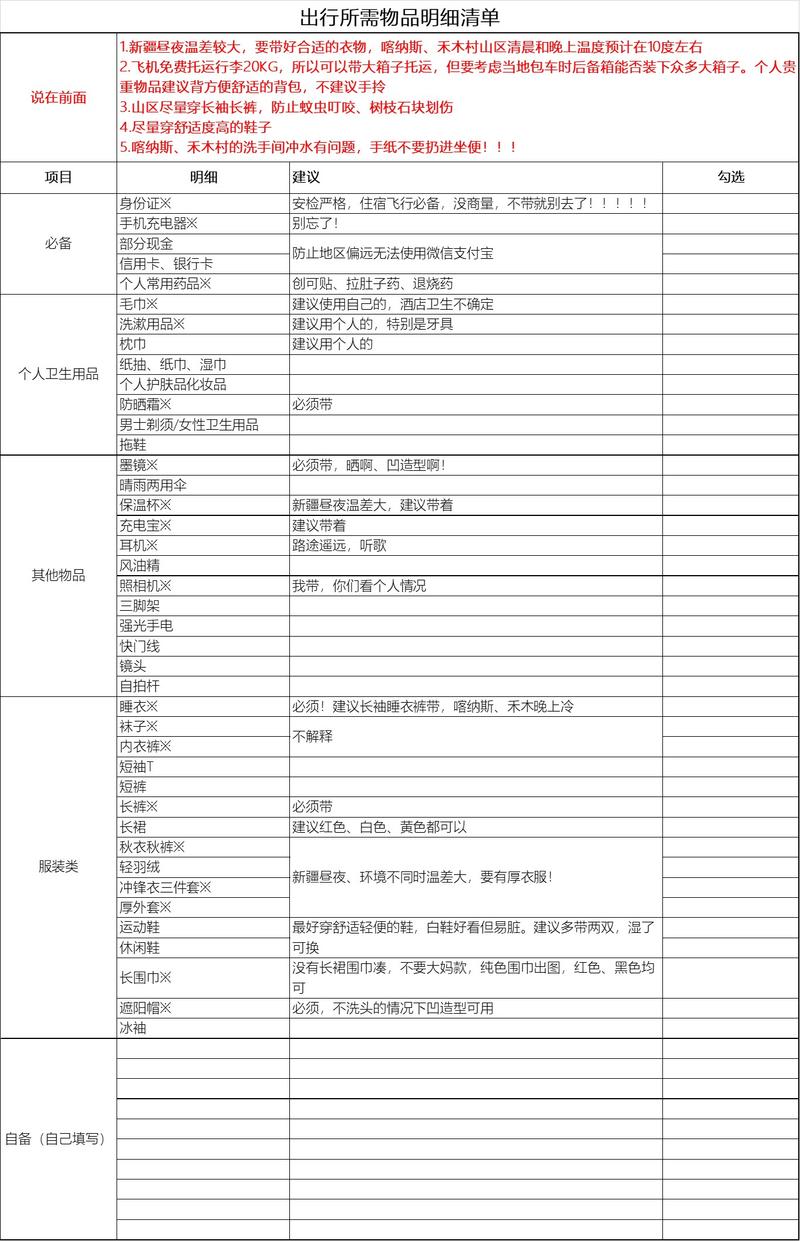 出行所需物品明细清单
说在前面
1.新疆昼夜温差较大，要带好合适的衣物，喀纳斯、禾木村山区清晨和晚上温度预计在10度左右
2.飞机免费托运行李20KG，所以可以带大箱子托运，但要考虑当地包车时后备箱能否装下众多大箱子。个人贵
重物品建议背方便舒适的背包，不建议手拎
3.山区尽量穿长袖长裤，防止蚊虫叮咬、树枝石块划伤
4.尽量穿舒适度高的鞋子
5.喀纳斯、禾木村的洗手间冲水有问题，手纸不要扔进坐便！！！
项目 明细 建议 勾选
必备
身份证※ 安检严格，住宿飞行必备，没商量，不带就别去了！！！！！
手机充电器※ 别忘了！
部分现金
防止地区偏远无法使用微信支付宝
信用卡、银行卡
个人常用药品※ 创可贴、拉肚子药、退烧药
个人卫生用品
毛巾※ 建议使用自己的，酒店卫生不确定
洗漱用品※ 建议用个人的，特别是牙具
枕巾 建议用个人的
纸抽、纸巾、湿巾
个人护肤品化妆品
防晒霜※ 必须带
男士剃须/女性卫生用品
拖鞋
其他物品
墨镜※ 必须带，晒啊、凹造型啊！
晴雨两用伞
保温杯※ 新疆昼夜温差大，建议带着
充电宝※ 建议带着
耳机※ 路途遥远，听歌
风油精
照相机※ 我带，你们看个人情况
三脚架
强光手电
快门线
镜头
自拍杆
服装类
睡衣※ 必须！建议长袖睡衣裤带，喀纳斯、禾木晚上冷
袜子※
不解释
内衣裤※
短袖T
短裤
长裤※ 必须带
长裙 建议红色、白色、黄色都可以
秋衣秋裤※
轻羽绒
新疆昼夜、环境不同时温差大，要有厚衣服！
冲锋衣三件套※
厚外套※
运动鞋 最好穿舒适轻便的鞋，白鞋好看但易脏。建议多带两双，湿了
休闲鞋 可换
长围巾※ 没有长裙围巾凑，不要大妈款，纯色围巾出图，红色、黑色均
可
遮阳帽※ 必须，不洗头的情况下凹造型可用
冰袖
自备（自己填写）